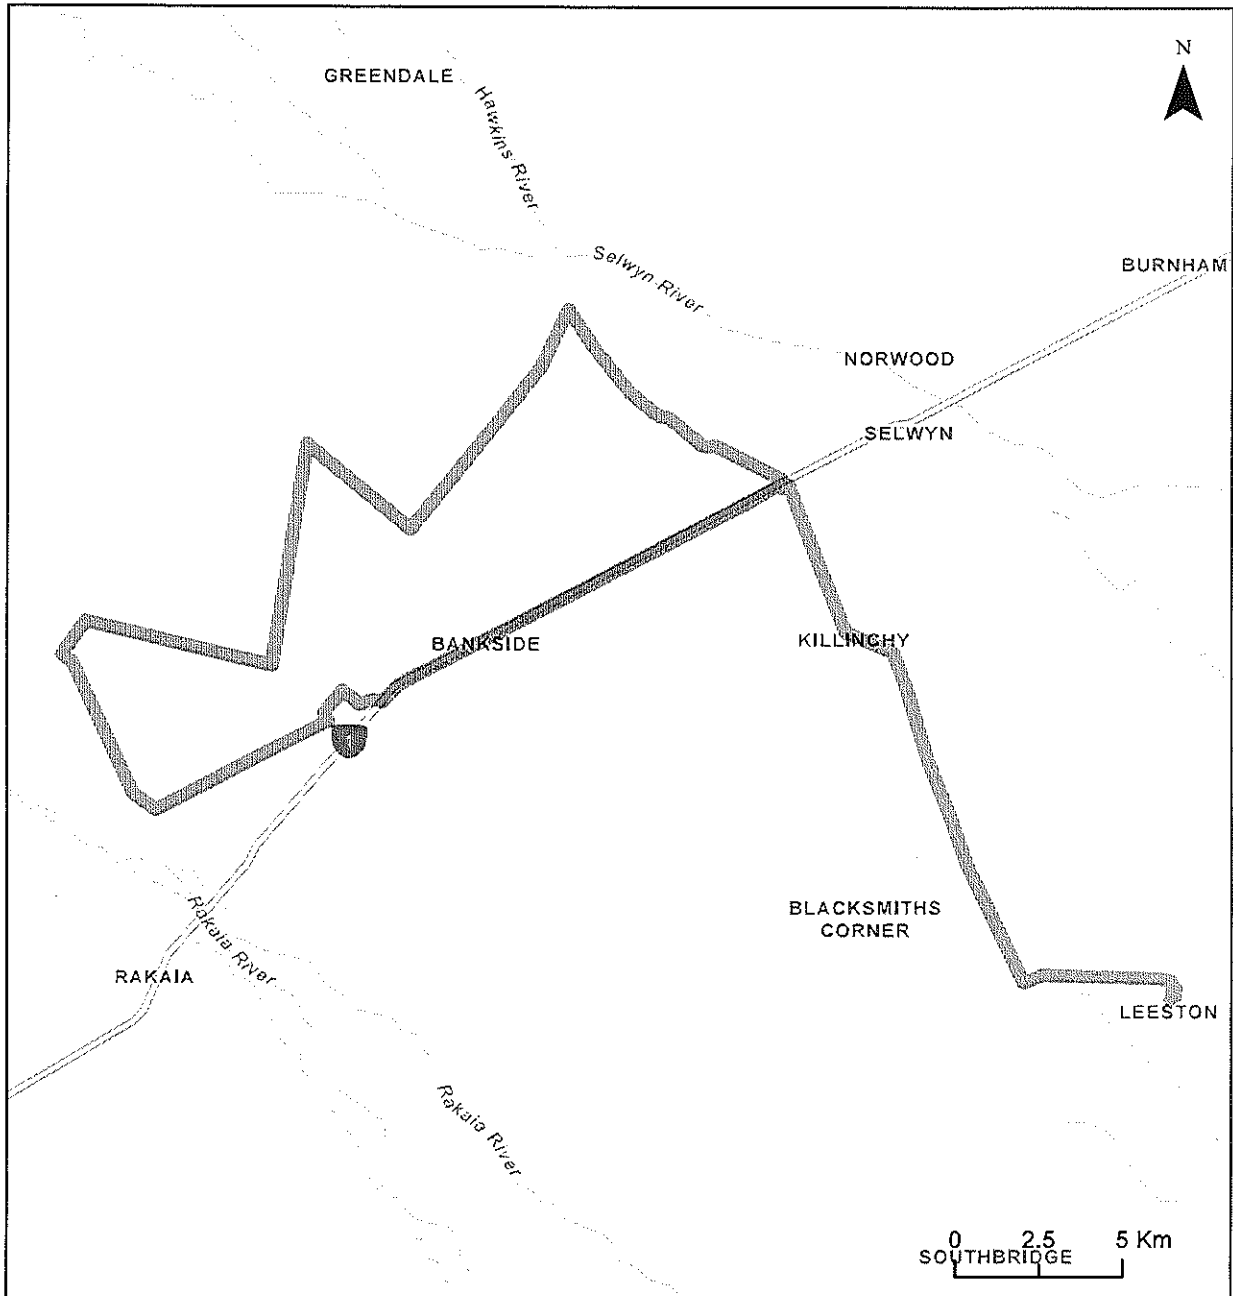 N
GREENDALE
Hawkins River
Selwyn River
BURNHAM
NORWOOD
SELWYN
BANKSIDE
KILLINCHY
1
BLACKSMITHS
CORNER
Rakaia River
RAKAIA
LEESTON
Rakaia River
0 2.5 5 Km
SOUTHBRIDGE